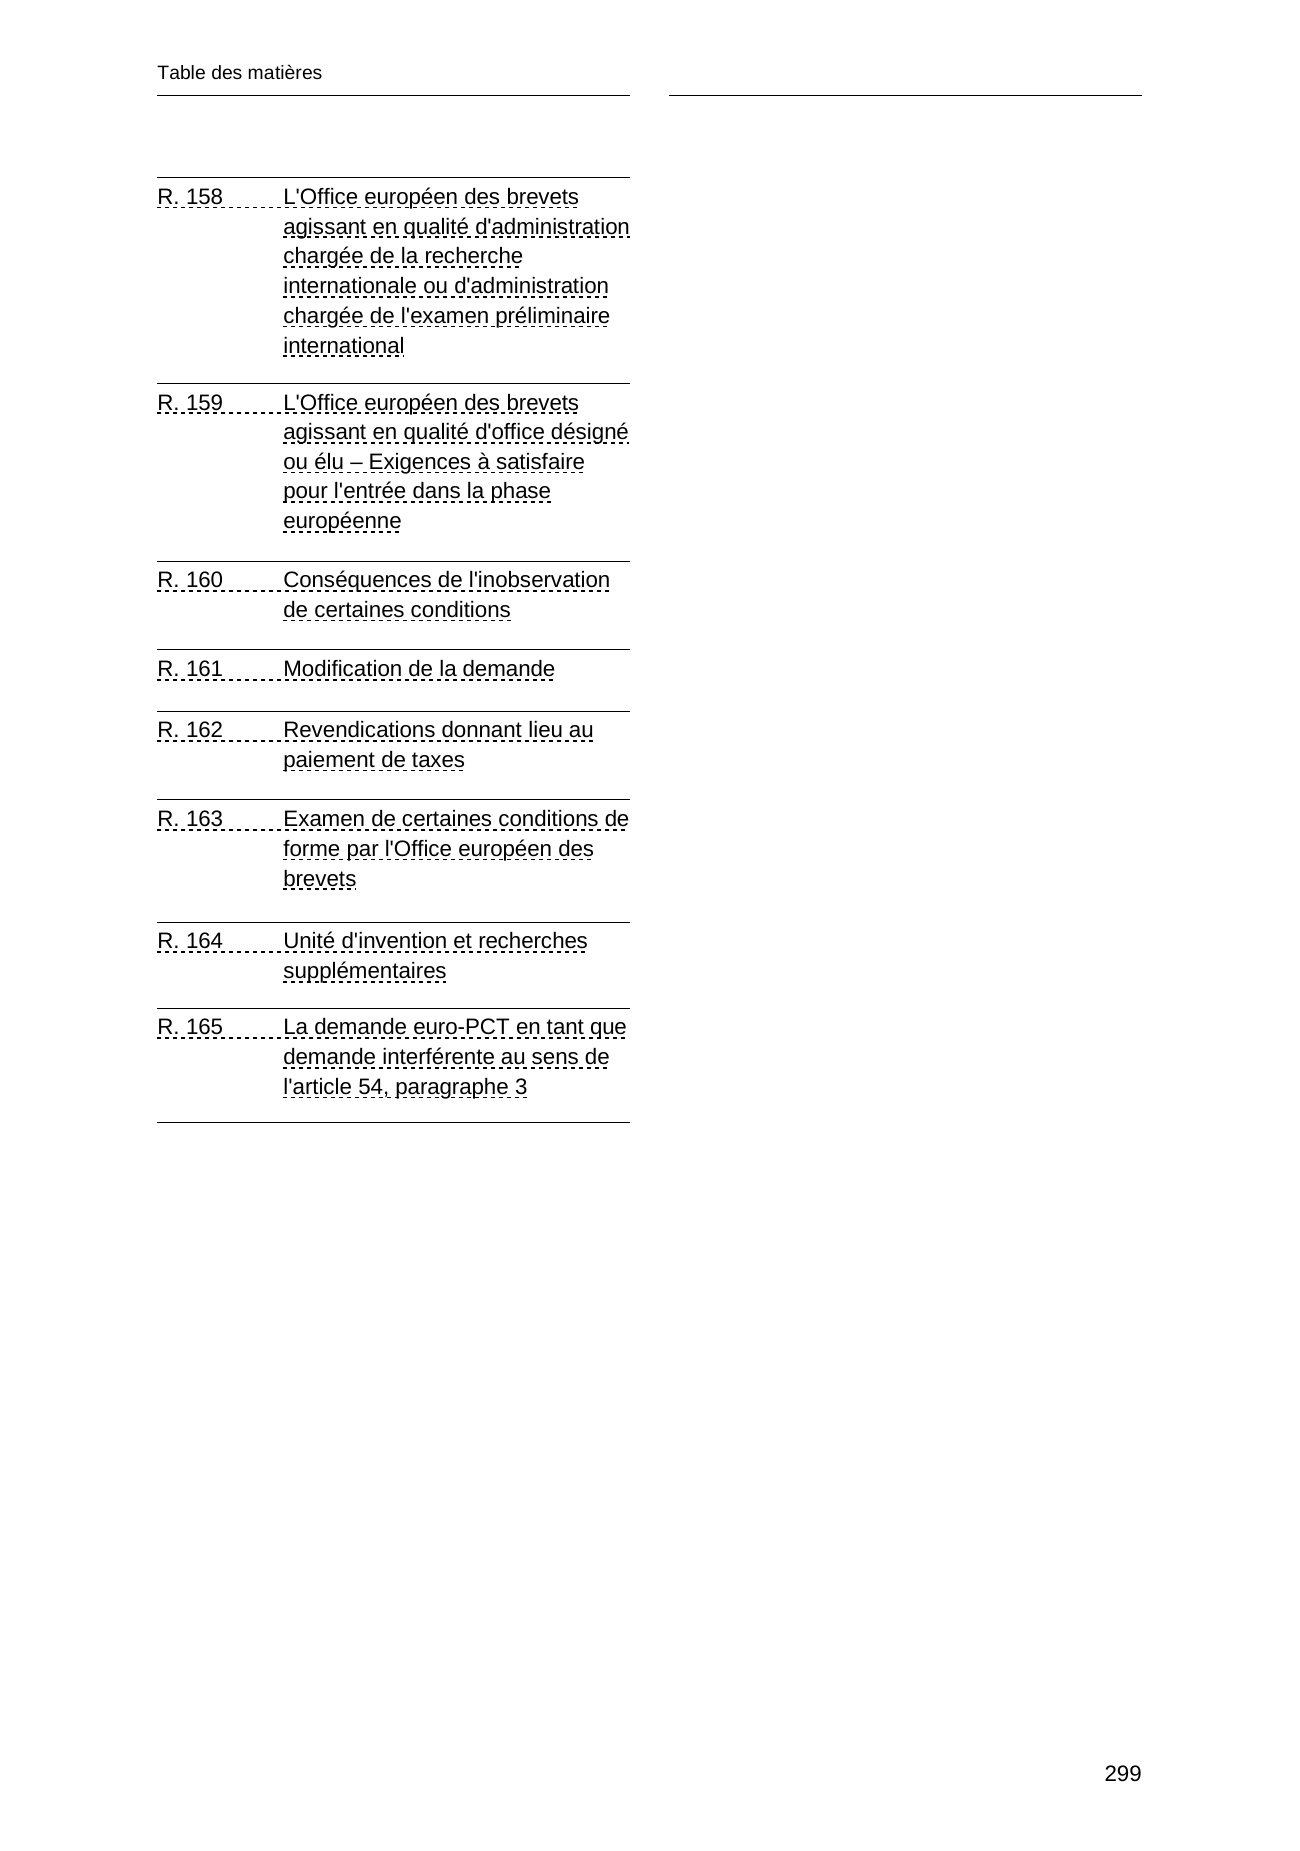 Table des matières
R. 158 L'Office européen des brevets
agissant en qualité d'administration
chargée de la recherche
internationale ou d'administration
chargée de l'examen préliminaire
international
R. 159 L'Office européen des brevets
agissant en qualité d'office désigné
ou élu – Exigences à satisfaire
pour l'entrée dans la phase
européenne
R. 160 Conséquences de l'inobservation
de certaines conditions
R. 161 Modification de la demande
R. 162 Revendications donnant lieu au
paiement de taxes
R. 163 Examen de certaines conditions de
forme par l'Office européen des
brevets
R. 164 Unité d'invention et recherches
supplémentaires
R. 165 La demande euro-PCT en tant que
demande interférente au sens de
l'article 54, paragraphe 3
299